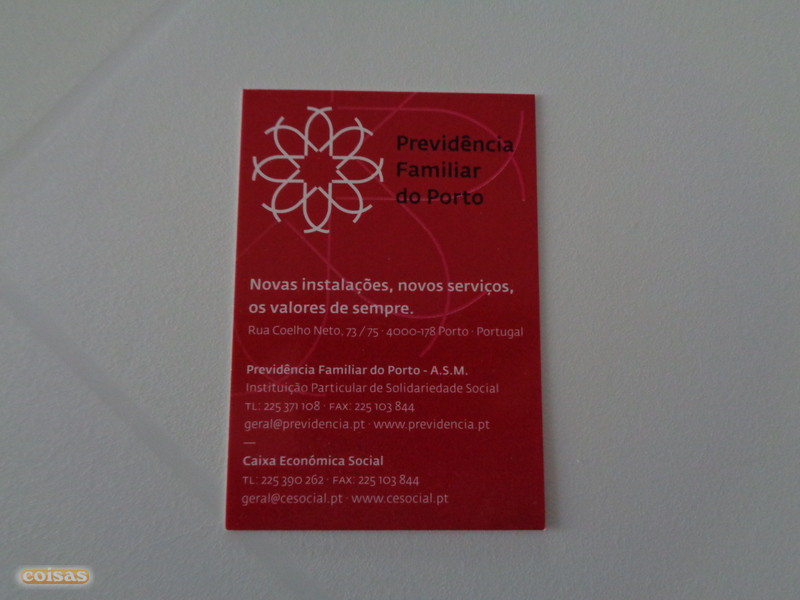 Previdência
Familiar
do Porto
Novas instalações, novos serviços,
os valores de sempre.
Rua Coelho Neto, 73 / 75 · 4000-178 Porto · Portugal
Previdência Familiar do Porto - A.S.M.
Instituição Particular de Solidariedade Social
TL: 225 371 108 · FAX: 225 103 844
geral@previdencia.pt · www.previdencia.pt
—
Caixa Económica Social
TL: 225 390 262 · FAX: 225 103 844
geral@cesocial.pt · www.cesocial.pt
coisas